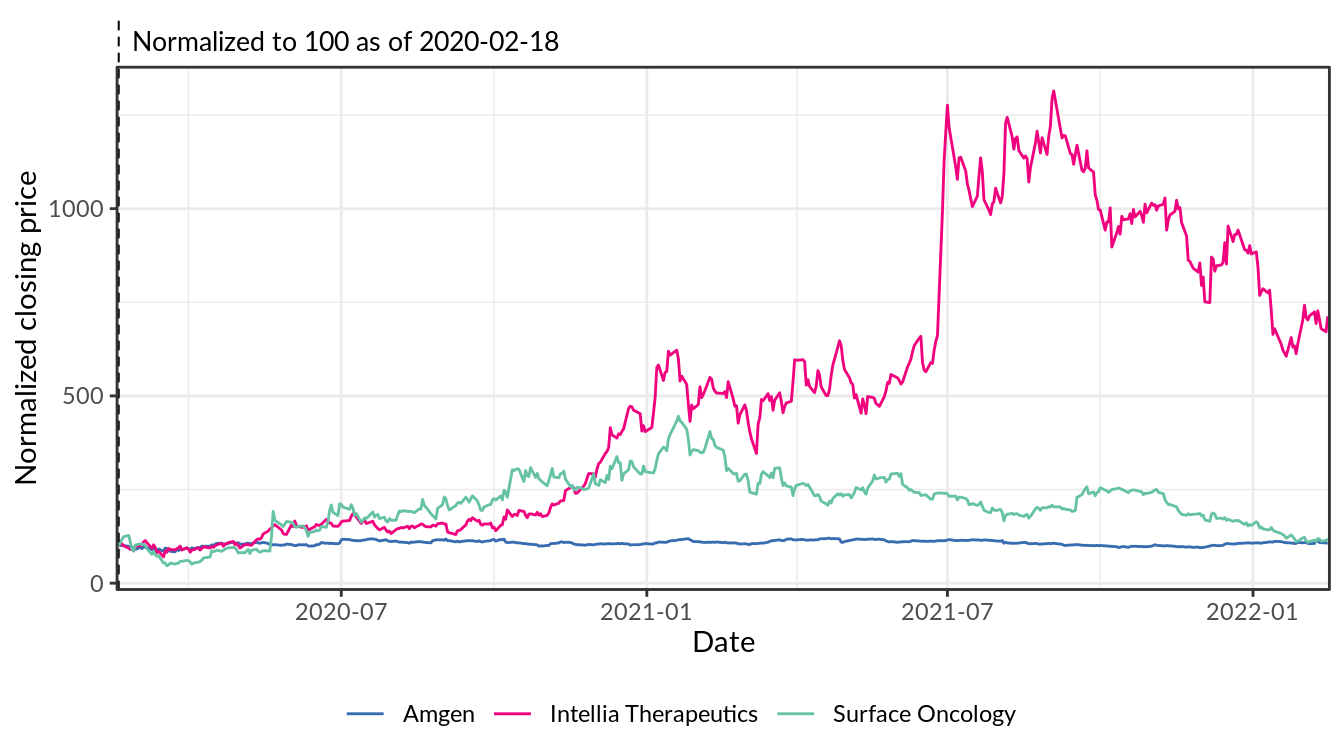 Normalized to 100 as of 2020-02-18
Normalized closing price
1000
500
0
2020-07 2021-01 2021-07 2022-01
Date
Amgen Intellia Therapeutics Surface Oncology